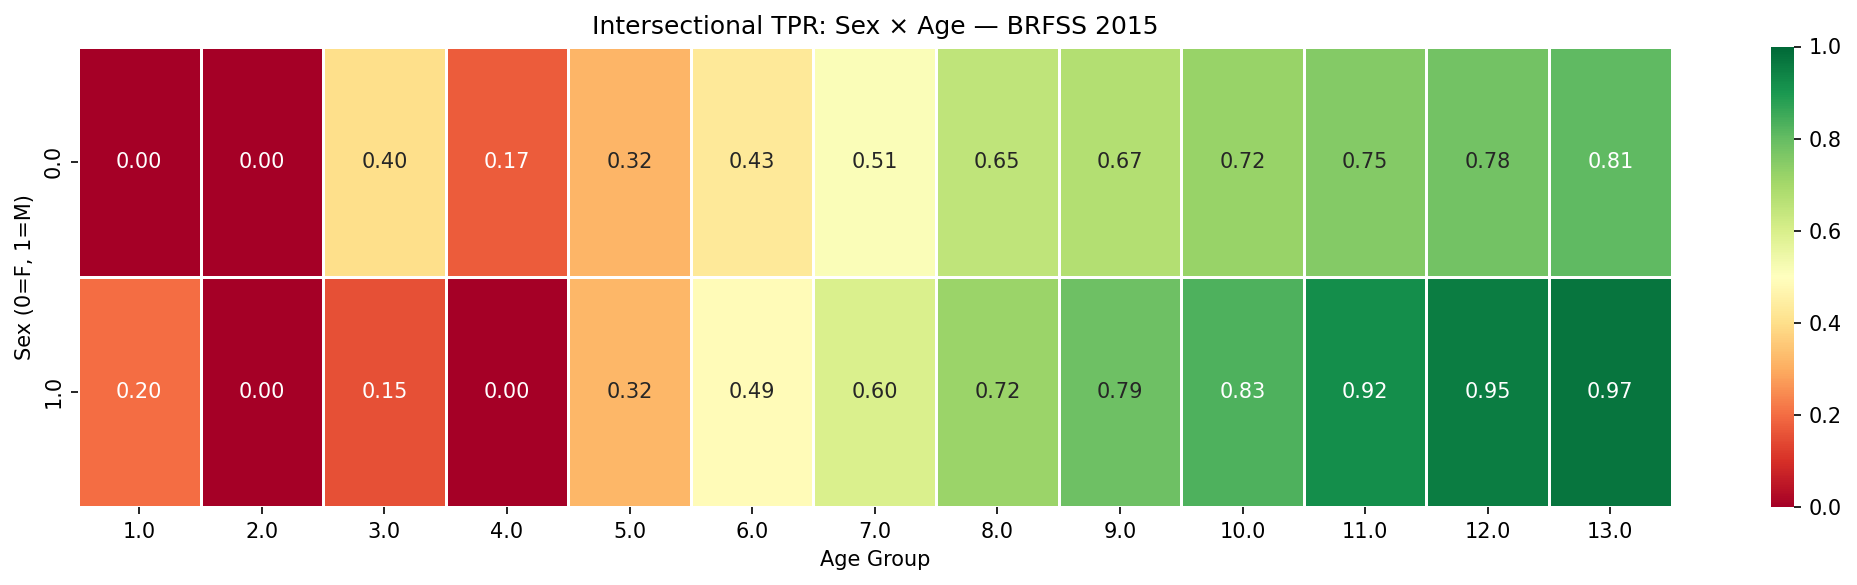 Intersectional TPR: Sex × Age — BRFSS 2015
Sex (0=F, 1=M)
0.0
0.00 0.00 0.40 0.17 0.32 0.43 0.51 0.65 0.67 0.72 0.75 0.78 0.81
1.0
0.20 0.00 0.15 0.00 0.32 0.49 0.60 0.72 0.79 0.83 0.92 0.95 0.97
1.0 2.0 3.0 4.0 5.0 6.0 7.0 8.0 9.0 10.0 11.0 12.0 13.0
Age Group
1.0
0.8
0.6
0.4
0.2
0.0